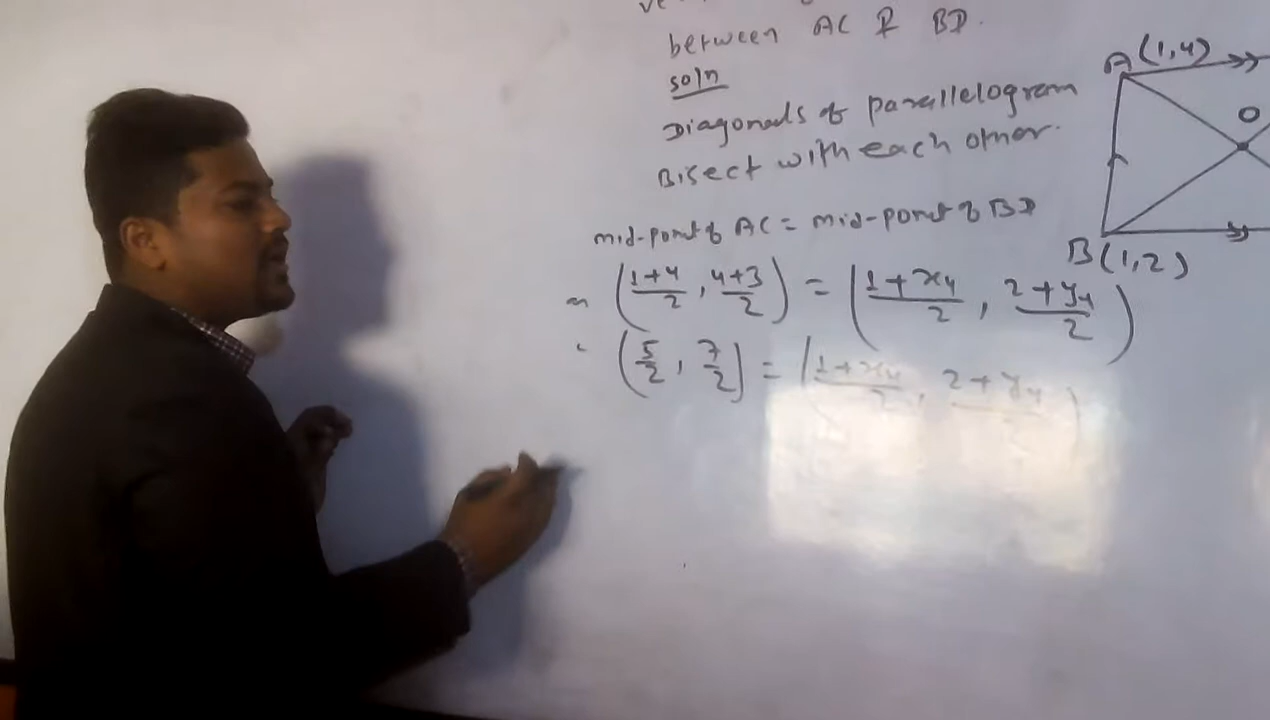 between AC & BD.
soln
Diagonals of parallelogram
Bisect with each other.
mid-point of AC = mid-point of BD
(1+4/2, 4+3/2) = (1+x₄/2, 2+y₄/2)
(5/2, 7/2) = (1+x₄/2, 2+y₄
A(1,4)
O
B(1,2)